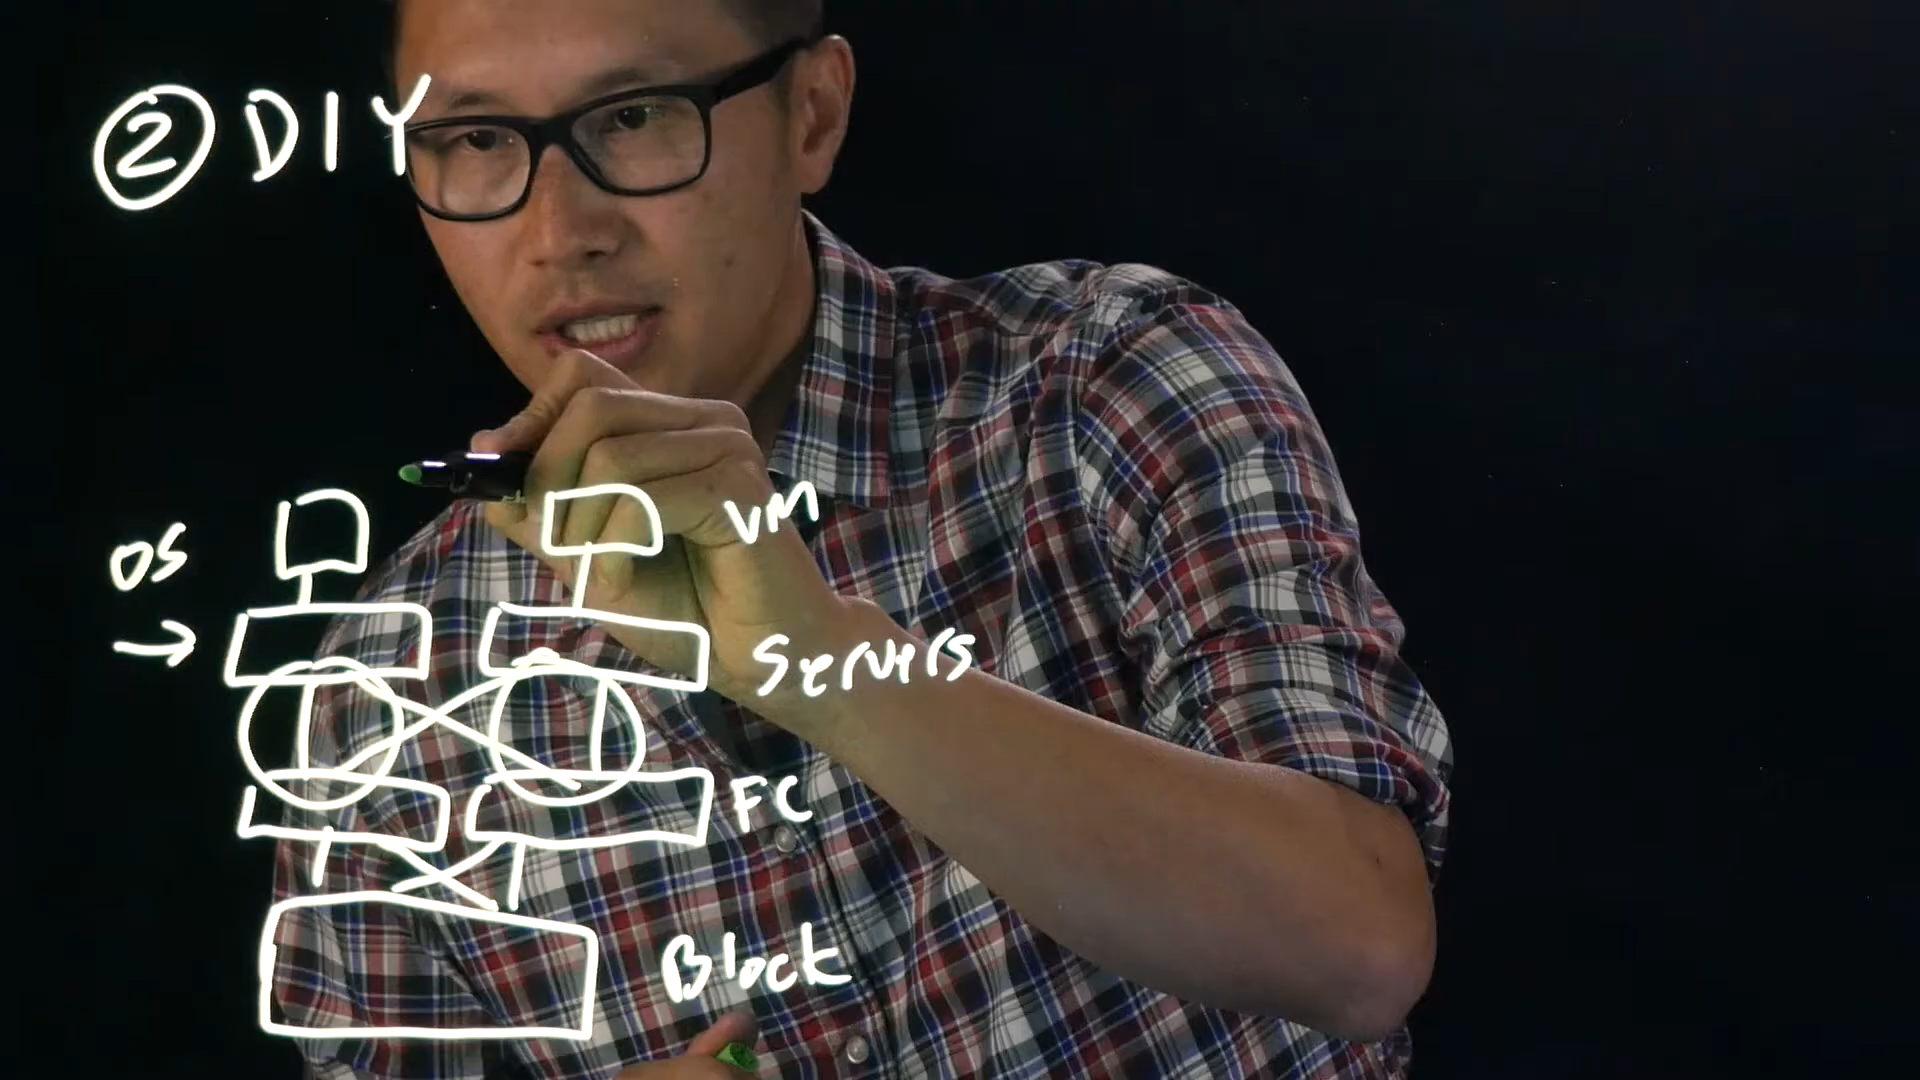 ② DIY
VM
OS
→
Servers
FC
Block